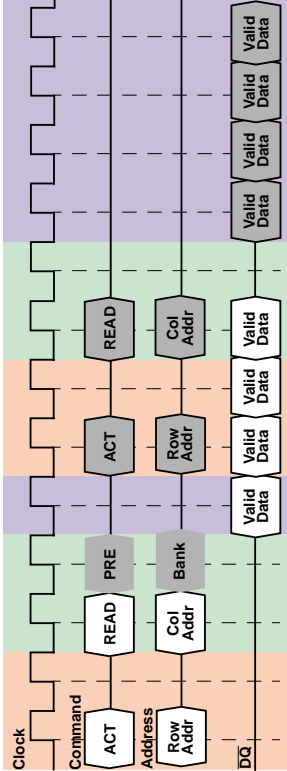 Clock
Command
ACT
READ
PRE
ACT
READ
Address
Row
Addr
Col
Addr
Bank
Row
Addr
Col
Addr
DQ
Valid
Data
Valid
Data
Valid
Data
Valid
Data
Valid
Data
Valid
Data
Valid
Data
Valid
Data